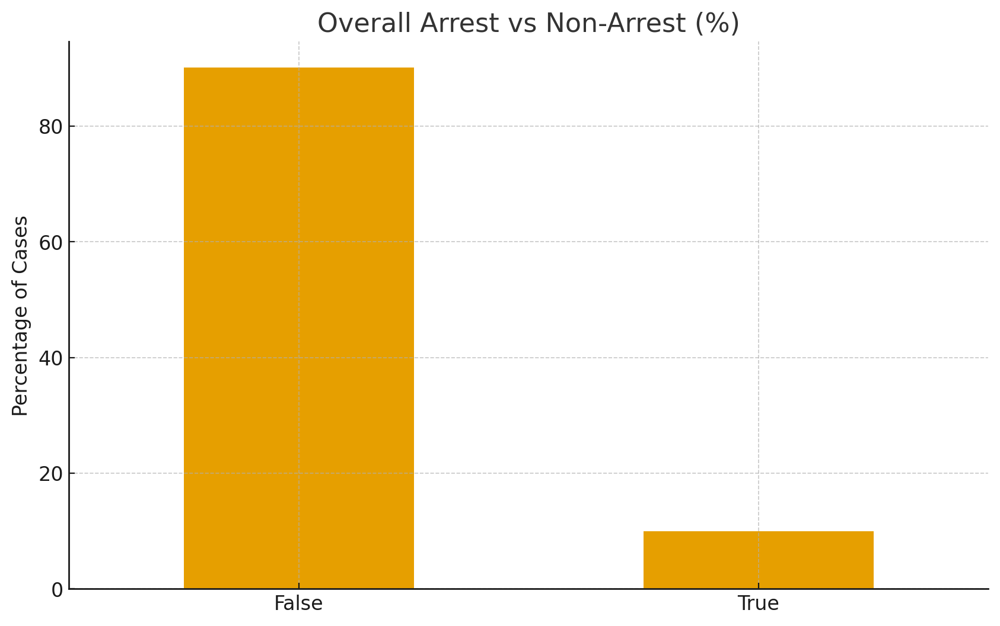 Overall Arrest vs Non-Arrest (%)
Percentage of Cases
80
60
40
20
0
False
True